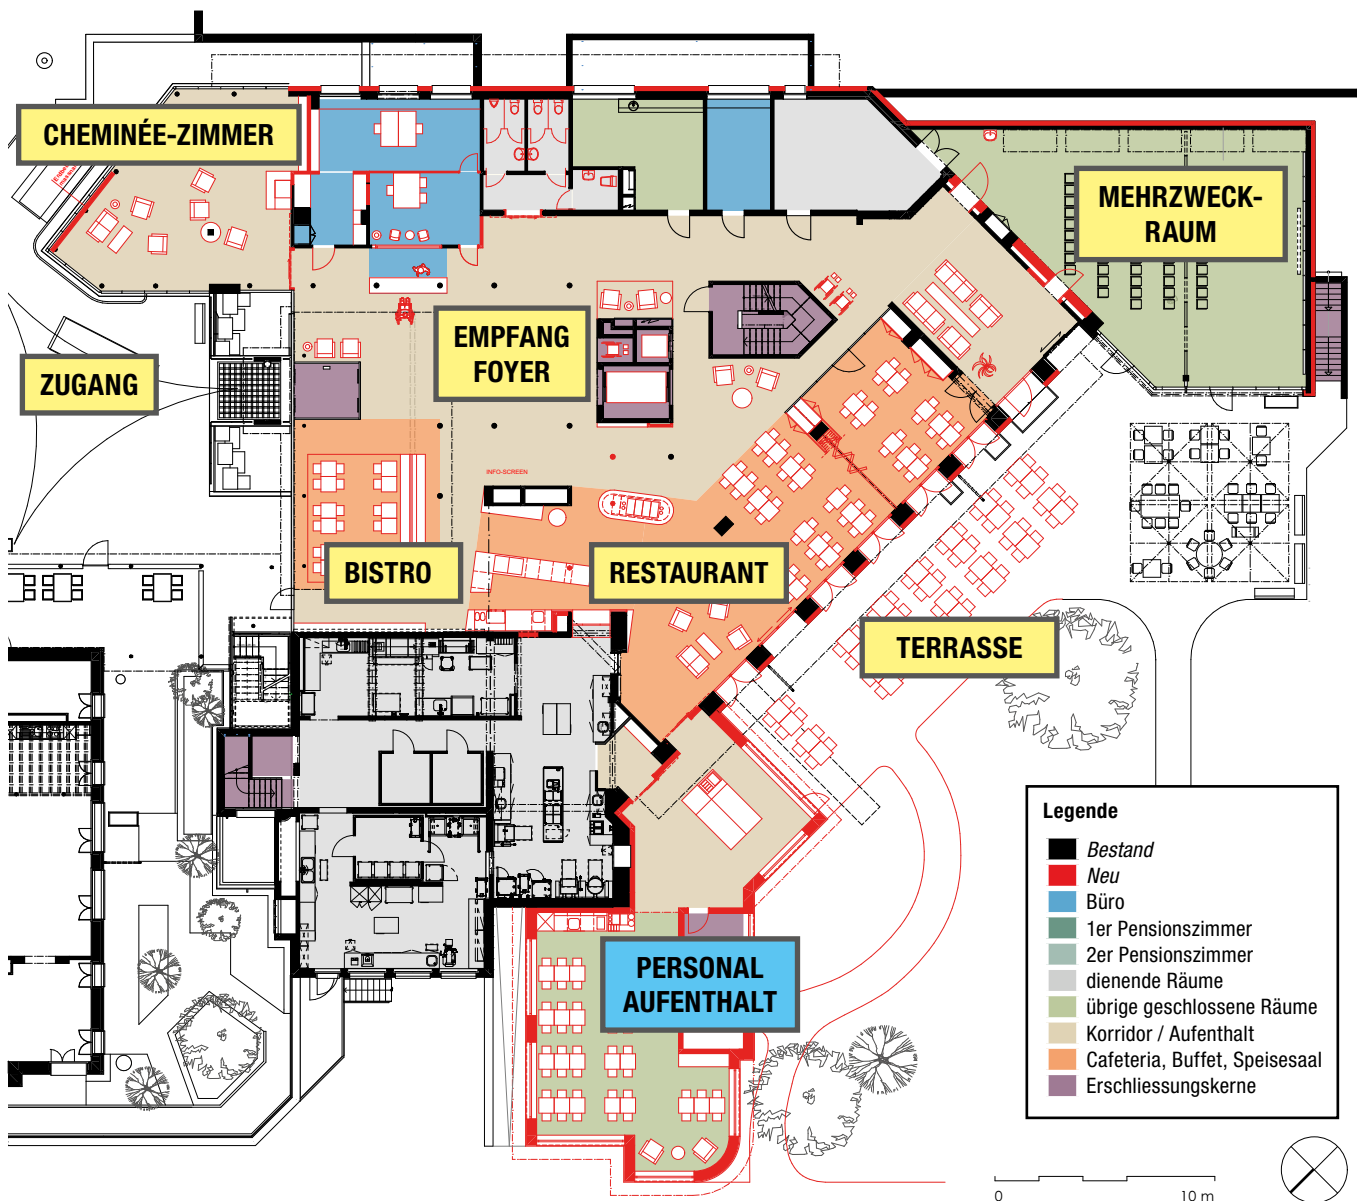 CHEMINÉE-ZIMMER
MEHRZWECK-
RAUM
EMPFANG
FOYER
ZUGANG
INFO-SCREEN
BISTRO
RESTAURANT
TERRASSE
PERSONAL
AUFENTHALT
Legende
Bestand
Neu
Büro
1er Pensionszimmer
2er Pensionszimmer
dienende Räume
übrige geschlossene Räume
Korridor / Aufenthalt
Cafeteria, Buffet, Speisesaal
Erschliessungskerne
0
10 m